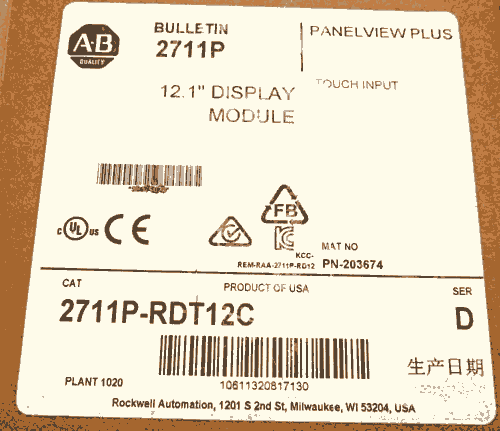 A-B
QUALITY
BULLETIN
2711P
PANELVIEW PLUS
12.1" DISPLAY
MODULE
TOUCH INPUT
c UL US CE
FB
KC
KCC-
REM-RAA-2711P-RD12
MAT NO
PN-203674
CAT
PRODUCT OF USA
SER
2711P-RDT12C
D
10611320817130
生产日期
PLANT 1020
Rockwell Automation, 1201 S 2nd St, Milwaukee, WI 53204, USA